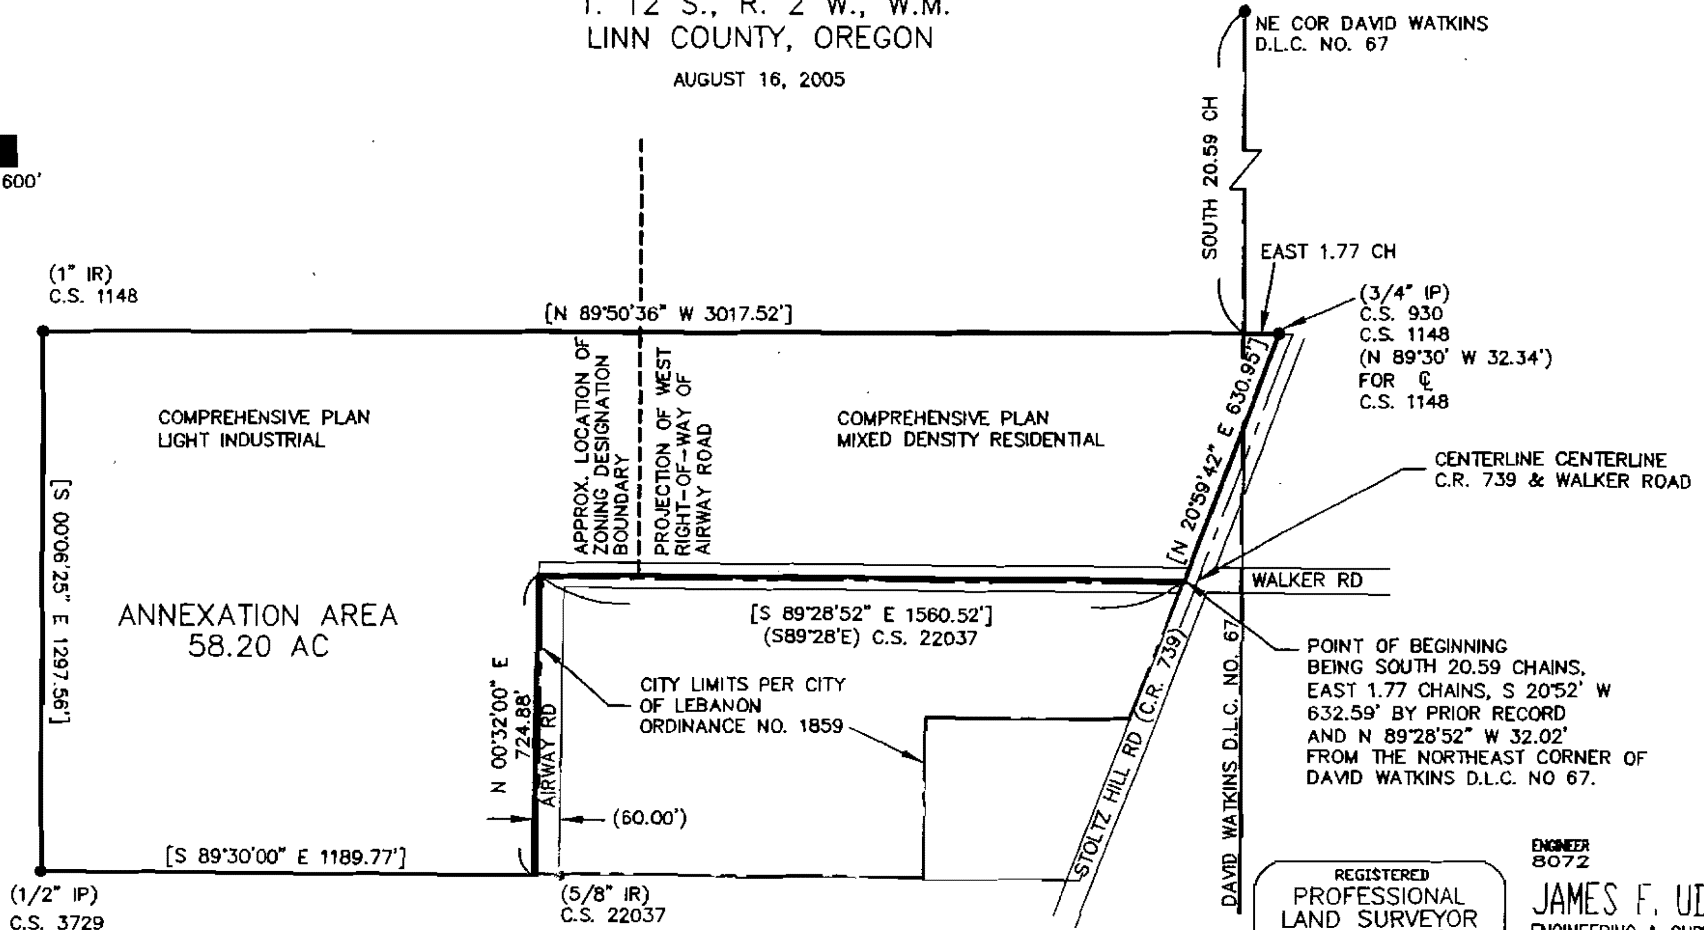 T. 12 S., R. 2 W., W.M.
LINN COUNTY, OREGON
AUGUST 16, 2005
NE COR DAVID WATKINS
D.L.C. NO. 67
600'
SOUTH 20.59 CH
EAST 1.77 CH
(1" IR)
C.S. 1148
[N 89°50'36" W 3017.52']
(3/4" IP)
C.S. 930
C.S. 1148
(N 89°30' W 32.34')
FOR ℄
C.S. 1148
COMPREHENSIVE PLAN
LIGHT INDUSTRIAL
APPROX. LOCATION OF
ZONING DESIGNATION
BOUNDARY
PROJECTION OF WEST
RIGHT-OF-WAY OF
AIRWAY ROAD
COMPREHENSIVE PLAN
MIXED DENSITY RESIDENTIAL
[N 20°59'42" E 630.95']
CENTERLINE CENTERLINE
C.R. 739 & WALKER ROAD
[S 00°06'25" E 1297.56']
WALKER RD
ANNEXATION AREA
58.20 AC
[S 89°28'52" E 1560.52']
(S89°28'E) C.S. 22037
POINT OF BEGINNING
BEING SOUTH 20.59 CHAINS,
EAST 1.77 CHAINS, S 20°52' W
632.59' BY PRIOR RECORD
AND N 89°28'52" W 32.02'
FROM THE NORTHEAST CORNER OF
DAVID WATKINS D.L.C. NO 67.
CITY LIMITS PER CITY
OF LEBANON
ORDINANCE NO. 1859
N 00°32'00" E
724.88'
AIRWAY RD
(60.00')
STOLTZ HILL RD (C.R. 739)
DAVID WATKINS D.L.C. NO. 67
[S 89°30'00" E 1189.77']
(1/2" IP)
C.S. 3729
(5/8" IR)
C.S. 22037
REGISTERED
PROFESSIONAL
LAND SURVEYOR
ENGINEER
8072
JAMES F. UD